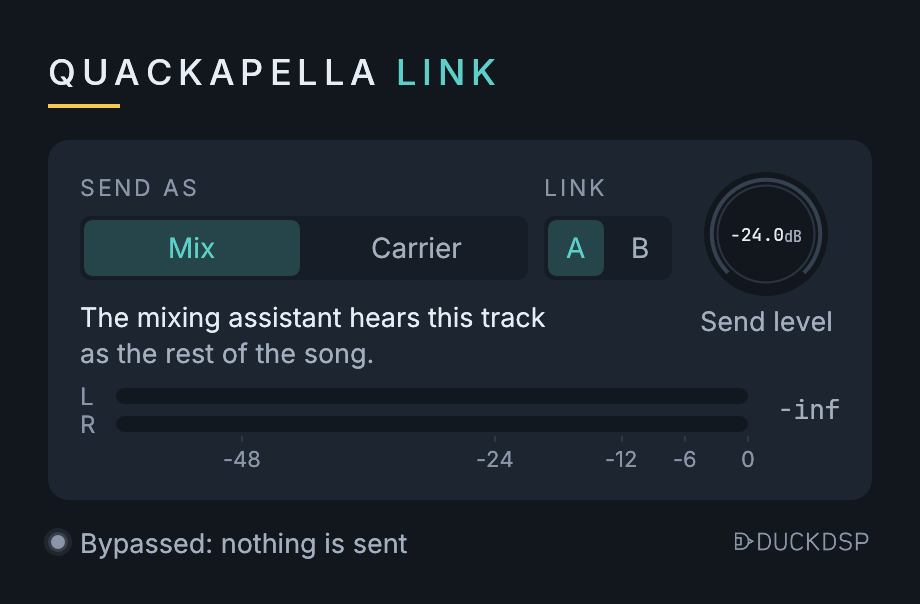 QUACKAPELLA LINK
SEND AS
LINK
Mix
Carrier
A
B
-24.0dB
Send level
The mixing assistant hears this track
as the rest of the song.
L
R
-inf
-48
-24
-12
-6
0
Bypassed: nothing is sent
DUCKDSP